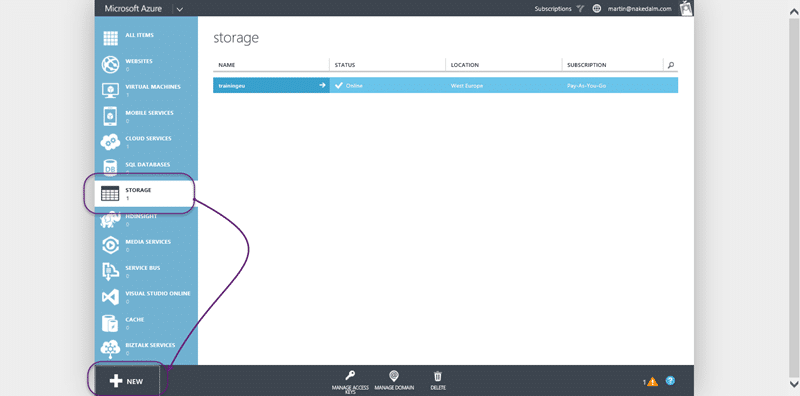 Microsoft Azure
Subscriptions
martin@nakedalm.com
ALL ITEMS
WEBSITES
0
VIRTUAL MACHINES
1
MOBILE SERVICES
0
CLOUD SERVICES
1
SQL DATABASES
STORAGE
1
HDINSIGHT
0
MEDIA SERVICES
0
SERVICE BUS
0
VISUAL STUDIO ONLINE
0
CACHE
0
BIZTALK SERVICES
0
NEW
storage
NAME STATUS LOCATION SUBSCRIPTION
trainingeu Online West Europe Pay-As-You-Go
MANAGE ACCESS
KEYS
MANAGE DOMAIN
DELETE
1
?